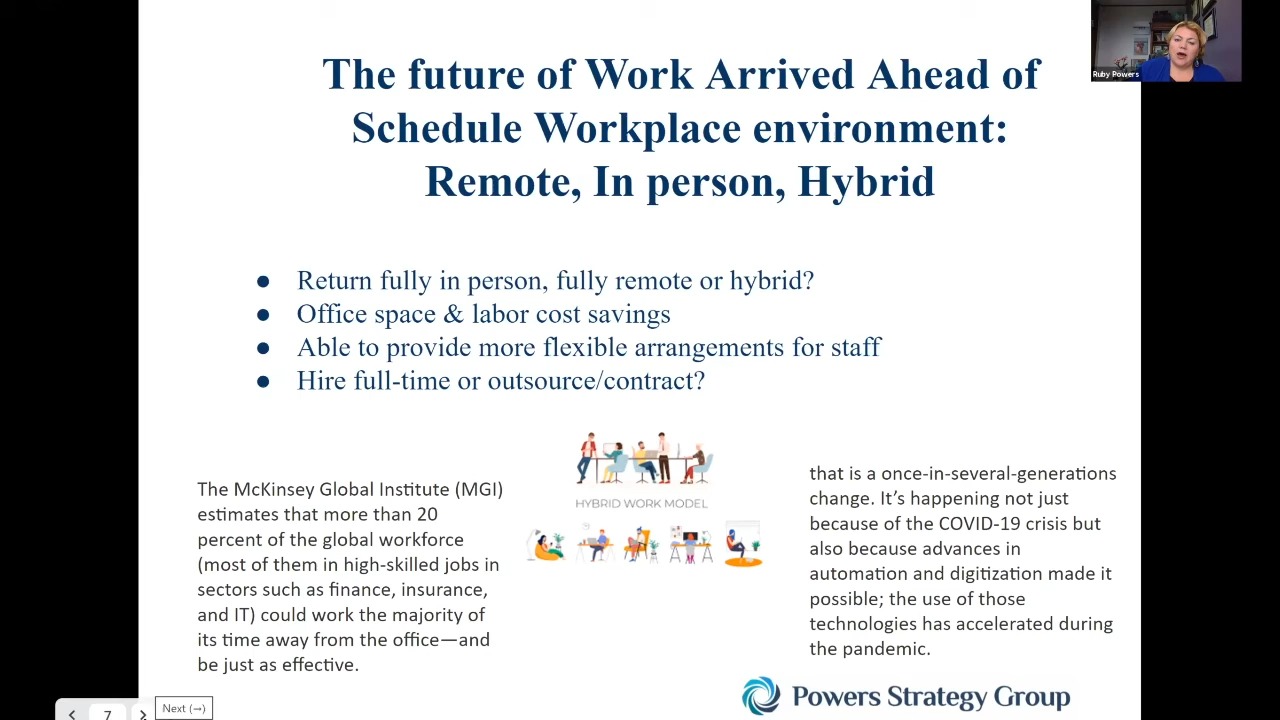 The future of Work Arrived Ahead of
Schedule Workplace environment:
Remote, In person, Hybrid
Ruby Powers
● Return fully in person, fully remote or hybrid?
● Office space & labor cost savings
● Able to provide more flexible arrangements for staff
● Hire full-time or outsource/contract?
The McKinsey Global Institute (MGI)
estimates that more than 20
percent of the global workforce
(most of them in high-skilled jobs in
sectors such as finance, insurance,
and IT) could work the majority of
its time away from the office—and
be just as effective.
HYBRID WORK MODEL
that is a once-in-several-generations
change. It’s happening not just
because of the COVID-19 crisis but
also because advances in
automation and digitization made it
possible; the use of those
technologies has accelerated during
the pandemic.
Powers Strategy Group
7
Next (→)